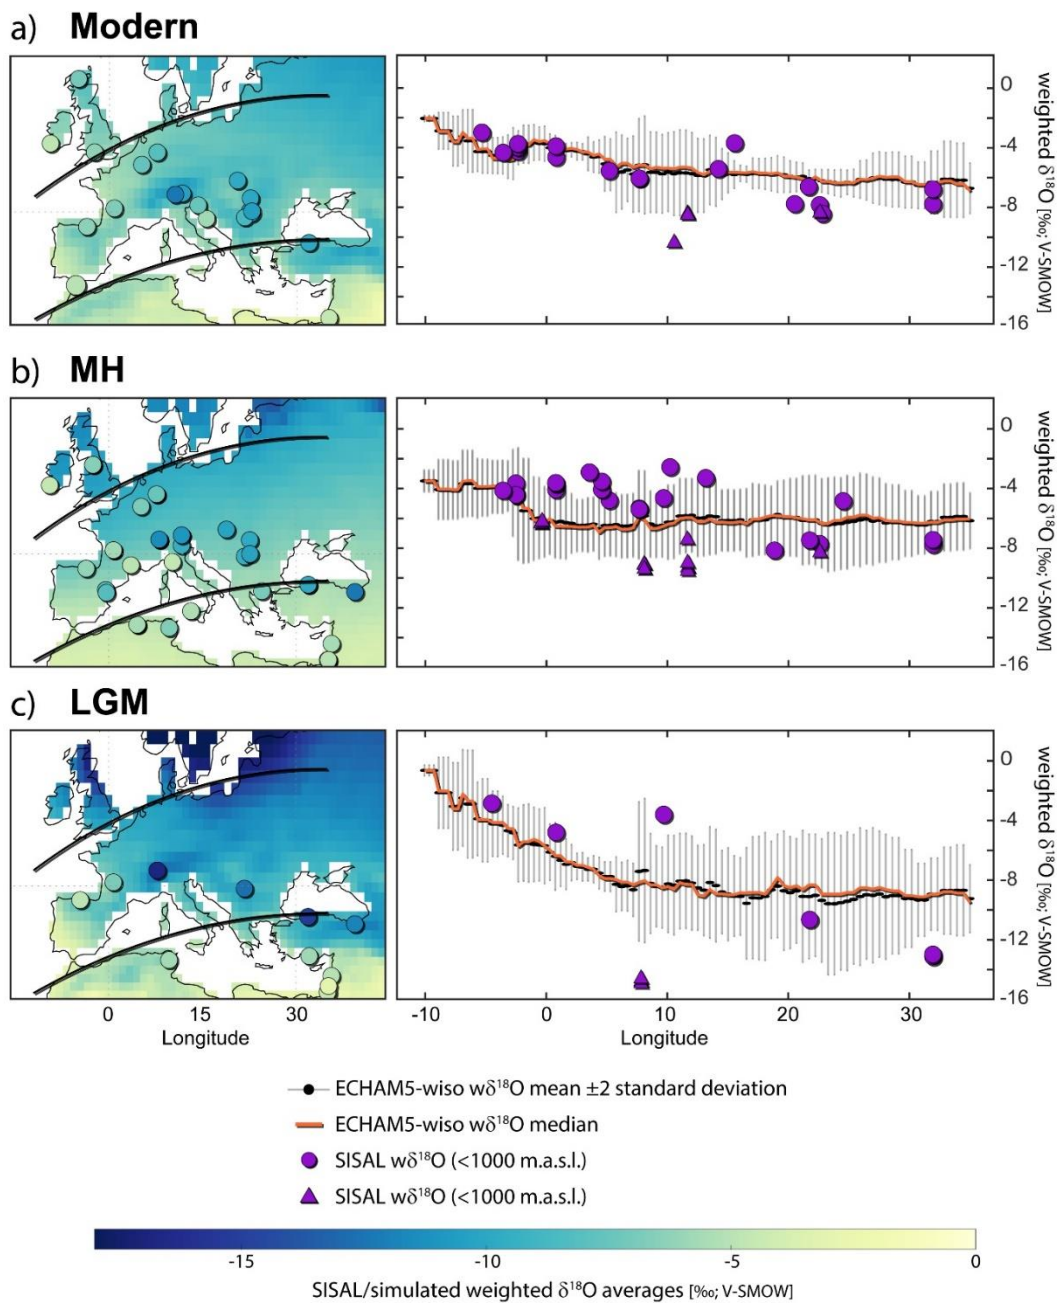 a) Modern
0
-4
-8
-12
-16
weighted δ¹⁸O [‰; V-SMOW]
b) MH
0
-4
-8
-12
-16
weighted δ¹⁸O [‰; V-SMOW]
c) LGM
0
-4
-8
-12
-16
weighted δ¹⁸O [‰; V-SMOW]
0 15 30
Longitude
-10 0 10 20 30
Longitude
ECHAM5-wiso wδ¹⁸O mean ±2 standard deviation
ECHAM5-wiso wδ¹⁸O median
SISAL wδ¹⁸O (<1000 m.a.s.l.)
SISAL wδ¹⁸O (<1000 m.a.s.l.)
-15 -10 -5 0
SISAL/simulated weighted δ¹⁸O averages [‰; V-SMOW]